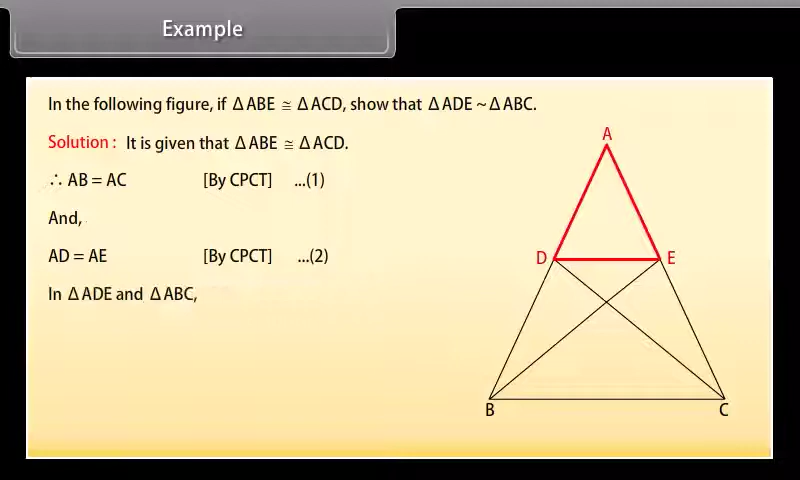 Example
In the following figure, if ΔABE ≅ ΔACD, show that ΔADE ~ ΔABC.
Solution : It is given that ΔABE ≅ ΔACD.
∴ AB = AC [By CPCT] ...(1)
And,
AD = AE [By CPCT] ...(2)
In ΔADE and ΔABC,
A
D E
B C